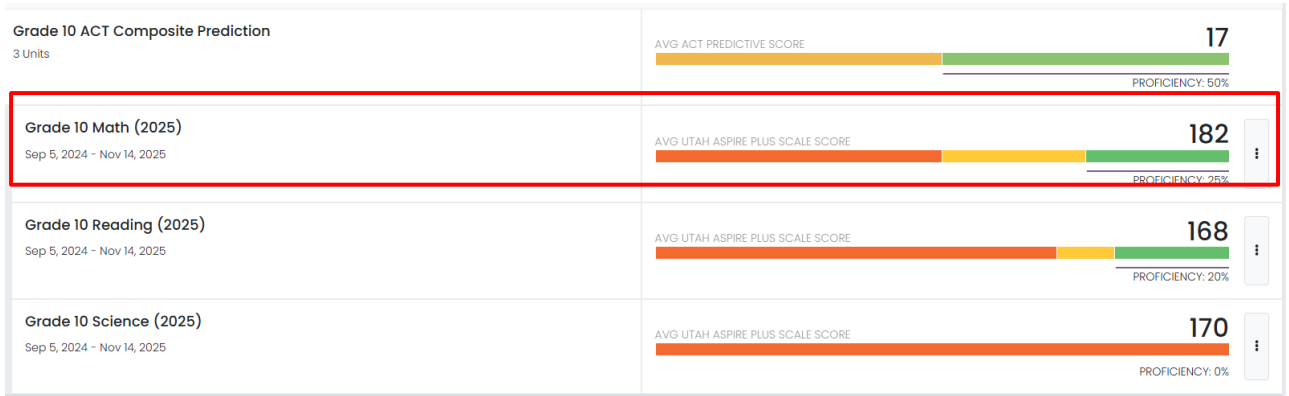 Grade 10 ACT Composite Prediction
3 Units
AVG ACT PREDICTIVE SCORE
17
PROFICIENCY: 50%
Grade 10 Math (2025)
Sep 5, 2024 - Nov 14, 2025
AVG UTAH ASPIRE PLUS SCALE SCORE
182
PROFICIENCY: 25%
Grade 10 Reading (2025)
Sep 5, 2024 - Nov 14, 2025
AVG UTAH ASPIRE PLUS SCALE SCORE
168
PROFICIENCY: 20%
Grade 10 Science (2025)
Sep 5, 2024 - Nov 14, 2025
AVG UTAH ASPIRE PLUS SCALE SCORE
170
PROFICIENCY: 0%